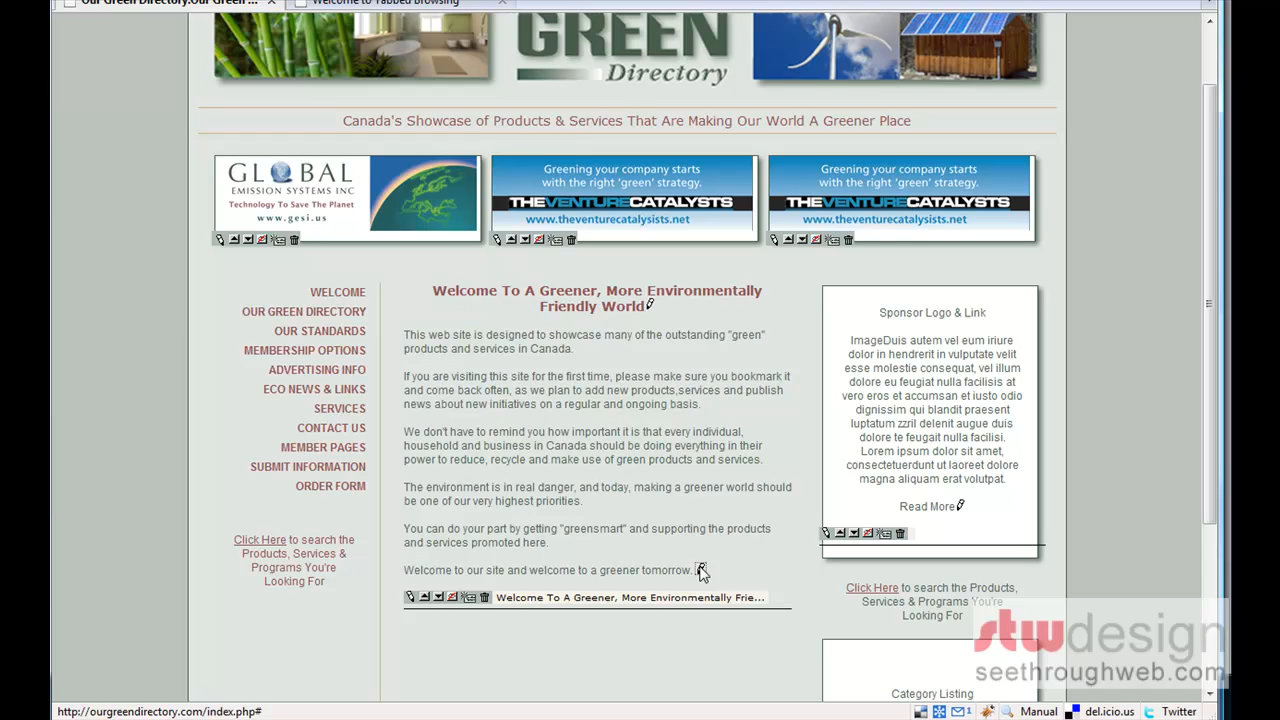 Our Green Directory.Our Green ...
Welcome to Tabbed Browsing
GREEN
Directory
Canada's Showcase of Products & Services That Are Making Our World A Greener Place
GLOBAL
EMISSION SYSTEMS INC
Technology To Save The Planet
www.gesi.us
Greening your company starts
with the right 'green' strategy.
THEVENTURECATALYSTS
www.theventurecatalysists.net
Greening your company starts
with the right 'green' strategy.
THEVENTURECATALYSTS
www.theventurecatalysists.net
WELCOME
OUR GREEN DIRECTORY
OUR STANDARDS
MEMBERSHIP OPTIONS
ADVERTISING INFO
ECO NEWS & LINKS
SERVICES
CONTACT US
MEMBER PAGES
SUBMIT INFORMATION
ORDER FORM
Click Here to search the
Products, Services &
Programs You're
Looking For
Welcome To A Greener, More Environmentally
Friendly World
This web site is designed to showcase many of the outstanding "green"
products and services in Canada.
If you are visiting this site for the first time, please make sure you bookmark it
and come back often, as we plan to add new products,services and publish
news about new initiatives on a regular and ongoing basis.
We don't have to remind you how important it is that every individual,
household and business in Canada should be doing everything in their
power to reduce, recycle and make use of green products and services.
The environment is in real danger, and today, making a greener world should
be one of our very highest priorities.
You can do your part by getting "greensmart" and supporting the products
and services promoted here.
Welcome to our site and welcome to a greener tomorrow.
Welcome To A Greener, More Environmentally Frie...
Sponsor Logo & Link
ImageDuis autem vel eum iriure
dolor in hendrerit in vulputate velit
esse molestie consequat, vel illum
dolore eu feugiat nulla facilisis at
vero eros et accumsan et iusto odio
dignissim qui blandit praesent
luptatum zzril delenit augue duis
dolore te feugait nulla facilisi.
Lorem ipsum dolor sit amet,
consectetuerdunt ut laoreet dolore
magna aliquam erat volutpat.
Read More
Click Here to search the Products,
Services & Programs You're
Looking For
Category Listing
stwdesign
seethroughweb.com
http://ourgreendirectory.com/index.php#
1
Manual
del.icio.us
Twitter